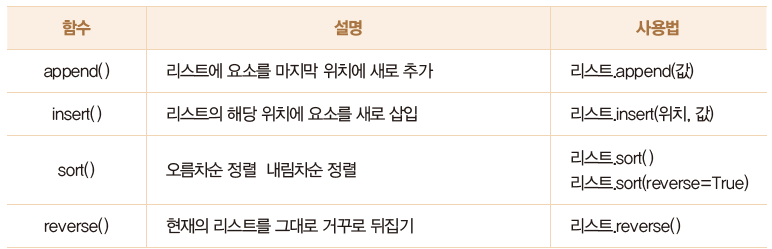 함수 설명 사용법
append( ) 리스트에 요소를 마지막 위치에 새로 추가 리스트.append(값)
insert( ) 리스트의 해당 위치에 요소를 새로 삽입 리스트.insert(위치, 값)
sort( ) 오름차순 정렬 내림차순 정렬 리스트.sort( )
리스트.sort(reverse=True)
reverse( ) 현재의 리스트를 그대로 거꾸로 뒤집기 리스트.reverse( )